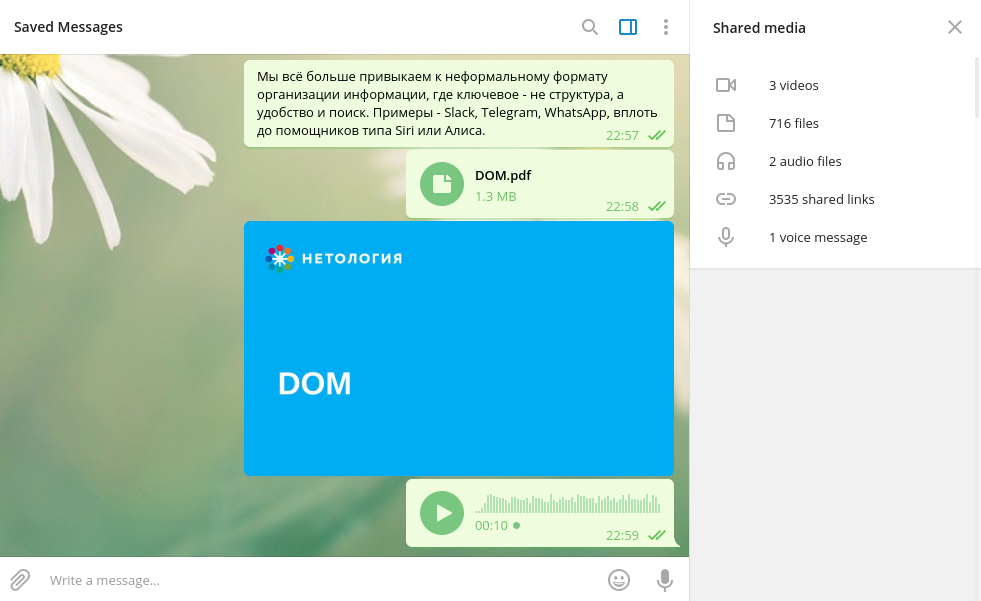 Saved Messages
Мы всё больше привыкаем к неформальному формату
организации информации, где ключевое - не структура, а
удобство и поиск. Примеры - Slack, Telegram, WhatsApp, вплоть
до помощников типа Siri или Алиса.
22:57
DOM.pdf
1.3 MB
22:58
НЕТОЛОГИЯ
DOM
00:10
22:59
Write a message...
Shared media
3 videos
716 files
2 audio files
3535 shared links
1 voice message